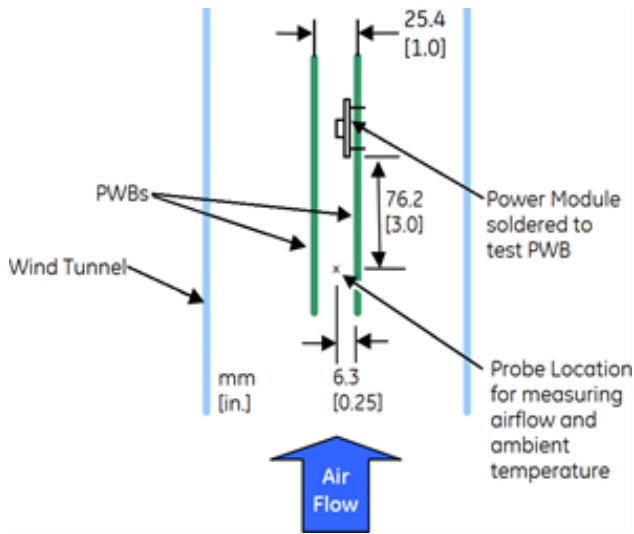 25.4
[1.0]
PWBs
76.2
[3.0]
Power Module
soldered to
test PWB
Wind Tunnel
x
mm
[in.]
6.3
[0.25]
Probe Location
for measuring
airflow and
ambient
temperature
Air
Flow